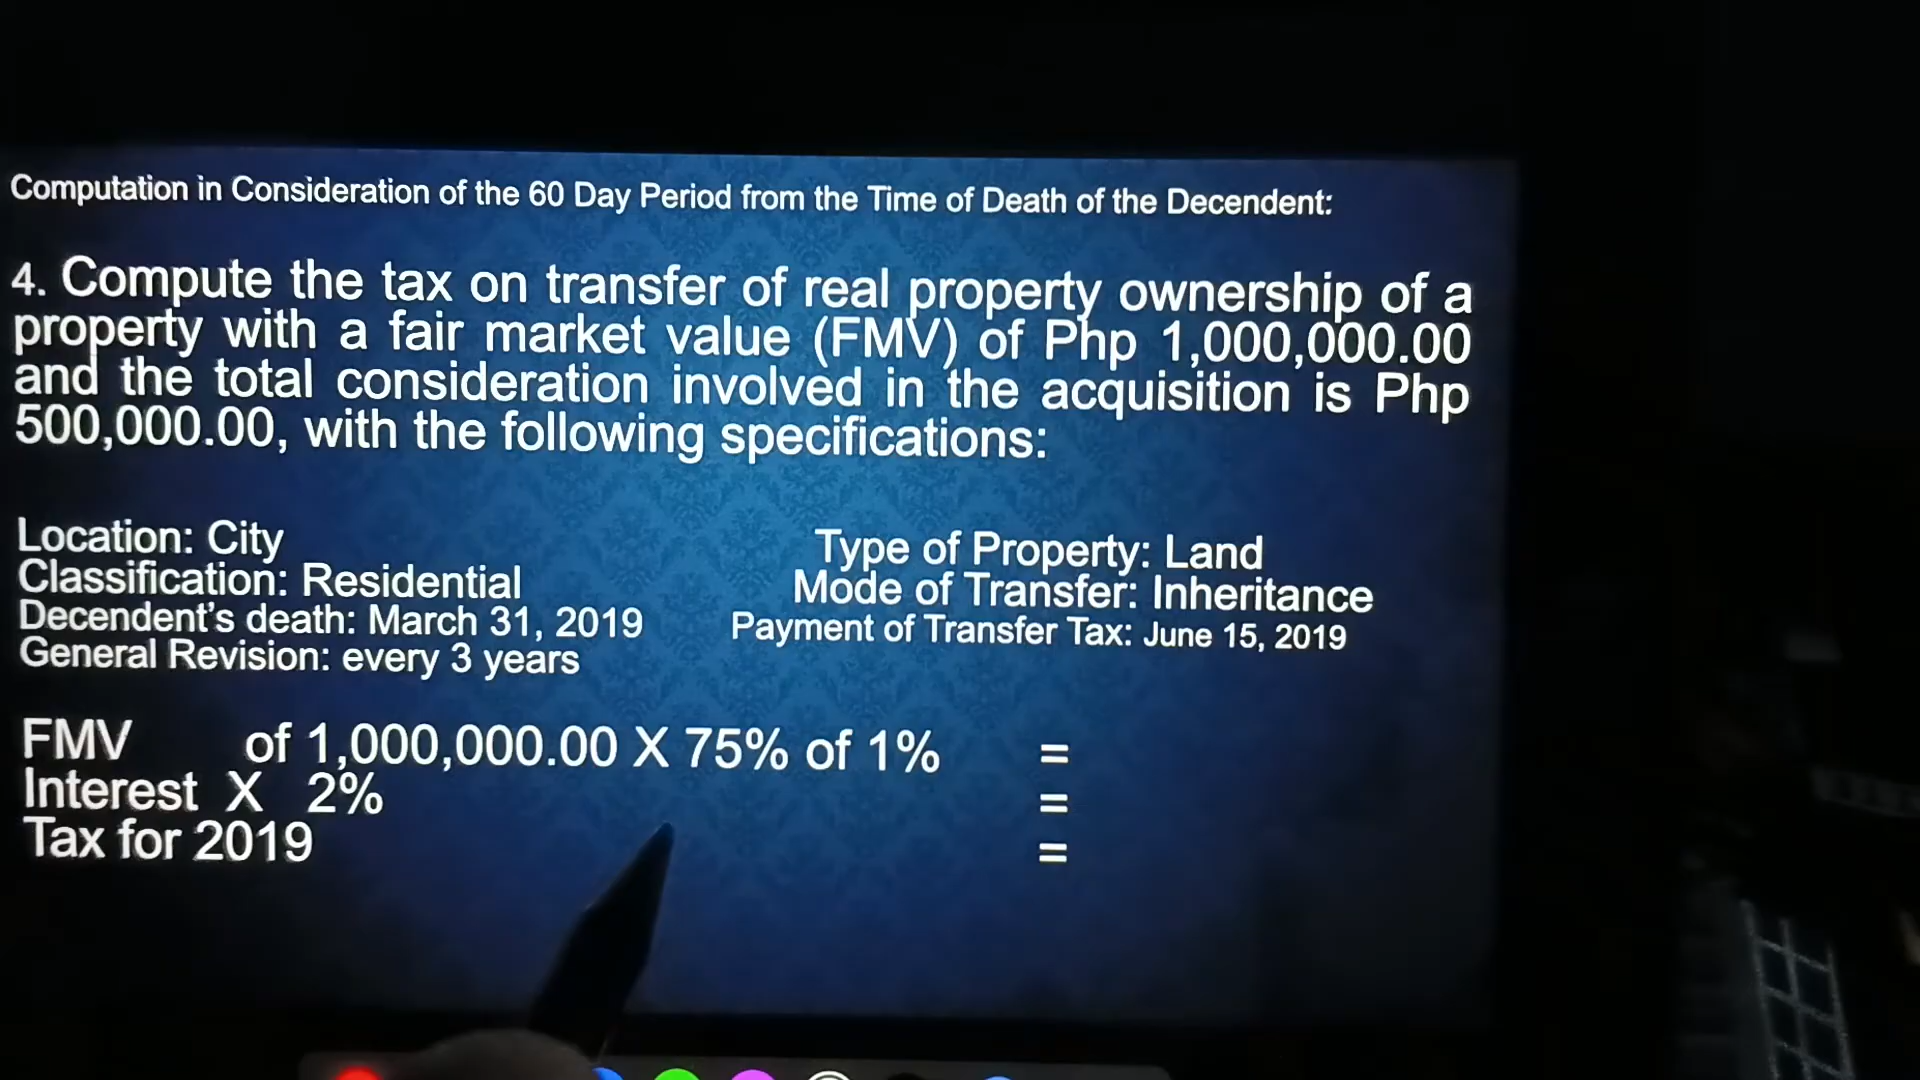 Computation in Consideration of the 60 Day Period from the Time of Death of the Decendent:
4. Compute the tax on transfer of real property ownership of a
property with a fair market value (FMV) of Php 1,000,000.00
and the total consideration involved in the acquisition is Php
500,000.00, with the following specifications:
Location: City
Classification: Residential
Decendent's death: March 31, 2019
General Revision: every 3 years
Type of Property: Land
Mode of Transfer: Inheritance
Payment of Transfer Tax: June 15, 2019
FMV of 1,000,000.00 X 75% of 1% =
Interest X 2% =
Tax for 2019 =